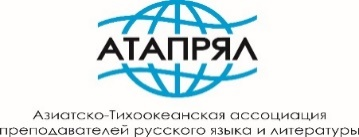 АТАПРЯЛ
Азиатско-Тихоокеанская ассоциация
преподавателей русского языка и литературы